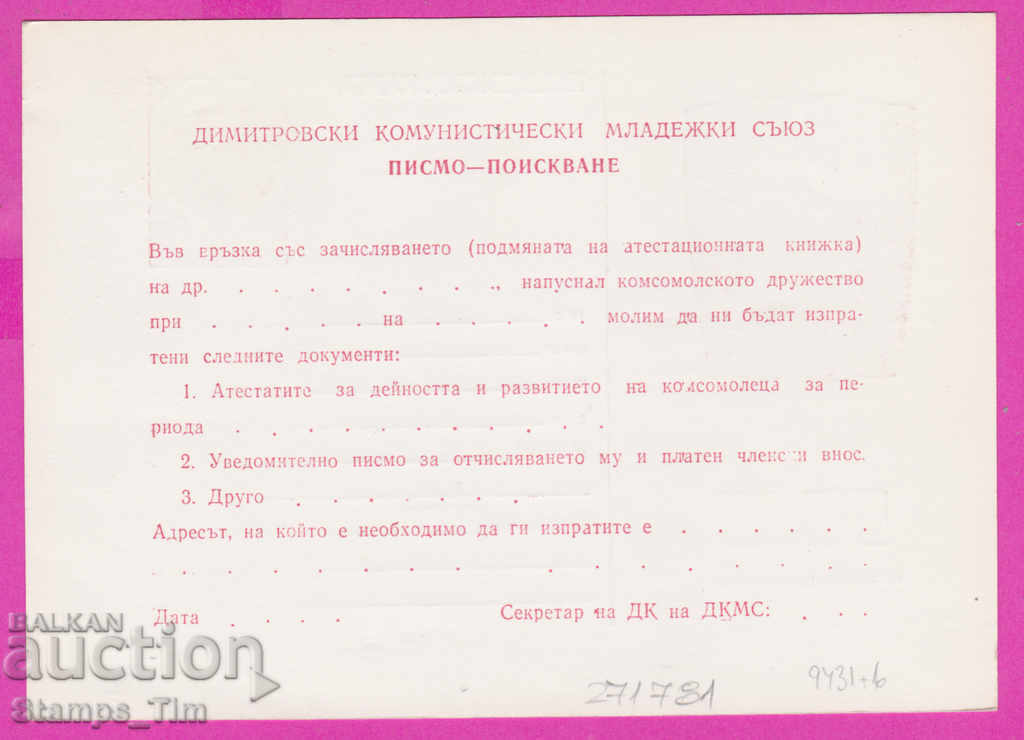 ДИМИТРОВСКИ КОМУНИСТИЧЕСКИ МЛАДЕЖКИ СЪЮЗ
ПИСМО—ПОИСКВАНЕ
Във връзка със зачисляването (подмяната на атестационната книжка)
на др. . . . . . . . ., напуснал комсомолското дружество
при . . . . . на . . . . . молим да ни бъдат изпра-
тени следните документи:
1. Атестатите за дейността и развитието на комсомолеца за пе-
риода . . . . . . . . . . .
2. Уведомително писмо за отчисляването му и платен членски внос.
3. Друго . . . . . . .
Адресът, на който е необходимо да ги изпратите е . . . . . .
. . . . . . . . . . . . . . . . . .
Дата . . . . Секретар на ДК на ДКМС: . . .
BALKAN
auction
Stamps_Tim
271781
9431+b